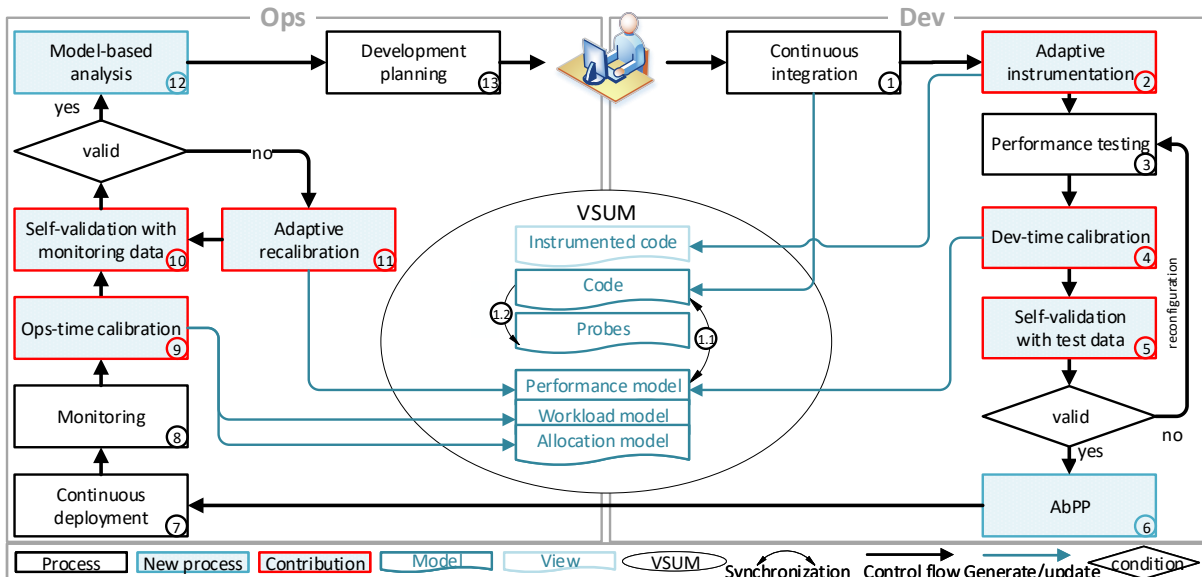 Ops
Dev
Model-based
analysis
12
Development
planning
13
Continuous
integration
1
Adaptive
instrumentation
2
yes
valid
no
Performance testing
3
VSUM
Self-validation with
monitoring data
10
Adaptive
recalibration
11
Instrumented code
Dev-time calibration
4
Code
1.2
Probes
1.1
reconfiguration
Ops-time calibration
9
Self-validation
with test data
5
Performance model
Workload model
Allocation model
Monitoring
8
valid
no
yes
Continuous
deployment
7
AbPP
6
Process
New process
Contribution
Model
View
VSUM
Synchronization
Control flow
Generate/update
condition